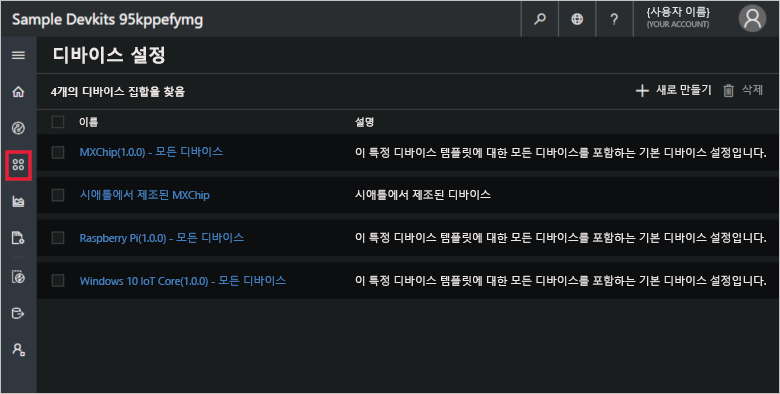 Sample Devkits 95kppefymg
?
{사용자 이름}
(YOUR ACCOUNT)
디바이스 설정
4개의 디바이스 집합을 찾음
새로 만들기
삭제
이름
설명
MXChip(1.0.0) - 모든 디바이스
이 특정 디바이스 템플릿에 대한 모든 디바이스를 포함하는 기본 디바이스 설정입니다.
시애틀에서 제조된 MXChip
시애틀에서 제조된 디바이스
Raspberry Pi(1.0.0) - 모든 디바이스
이 특정 디바이스 템플릿에 대한 모든 디바이스를 포함하는 기본 디바이스 설정입니다.
Windows 10 IoT Core(1.0.0) - 모든 디바이스
이 특정 디바이스 템플릿에 대한 모든 디바이스를 포함하는 기본 디바이스 설정입니다.